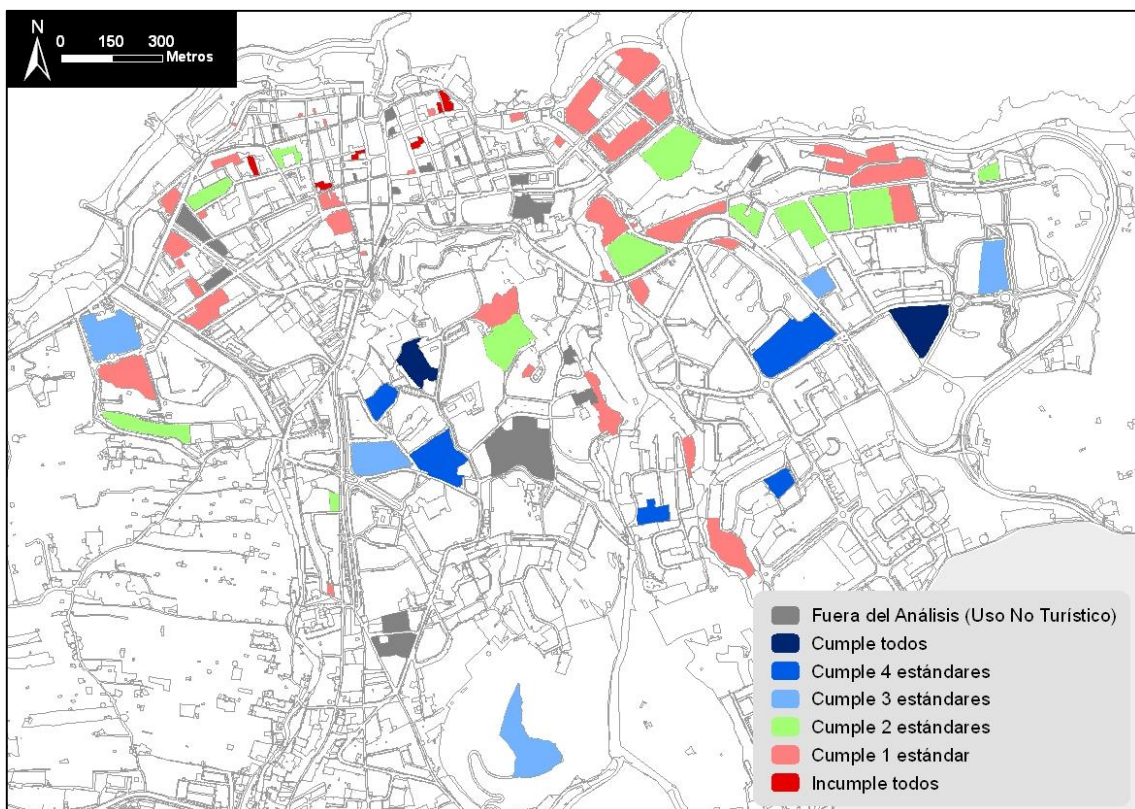 N
0 150 300
Metros
Fuera del Análisis (Uso No Turístico)
Cumple todos
Cumple 4 estándares
Cumple 3 estándares
Cumple 2 estándares
Cumple 1 estándar
Incumple todos